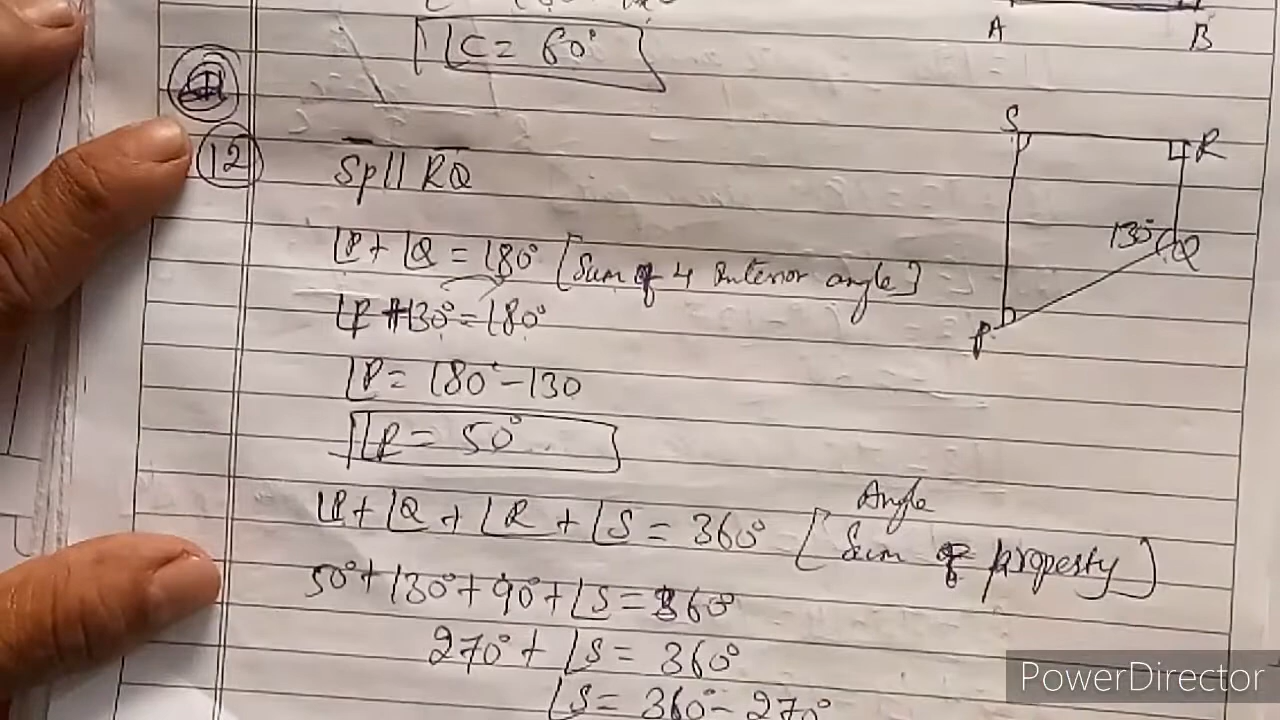 ∠C = 60°
A B
(12)
SP || RQ
∠P + ∠Q = 180° [Sum of 4 Interior angle]
∠P + 130° = 180°
∠P = 180° - 130
∠P = 50°
∠P + ∠Q + ∠R + ∠S = 360° [Angle Sum of property]
50° + 130° + 90° + ∠S = 360°
270° + ∠S = 360°
∠S = 360° - 270°
S R
130° Q
P
PowerDirector